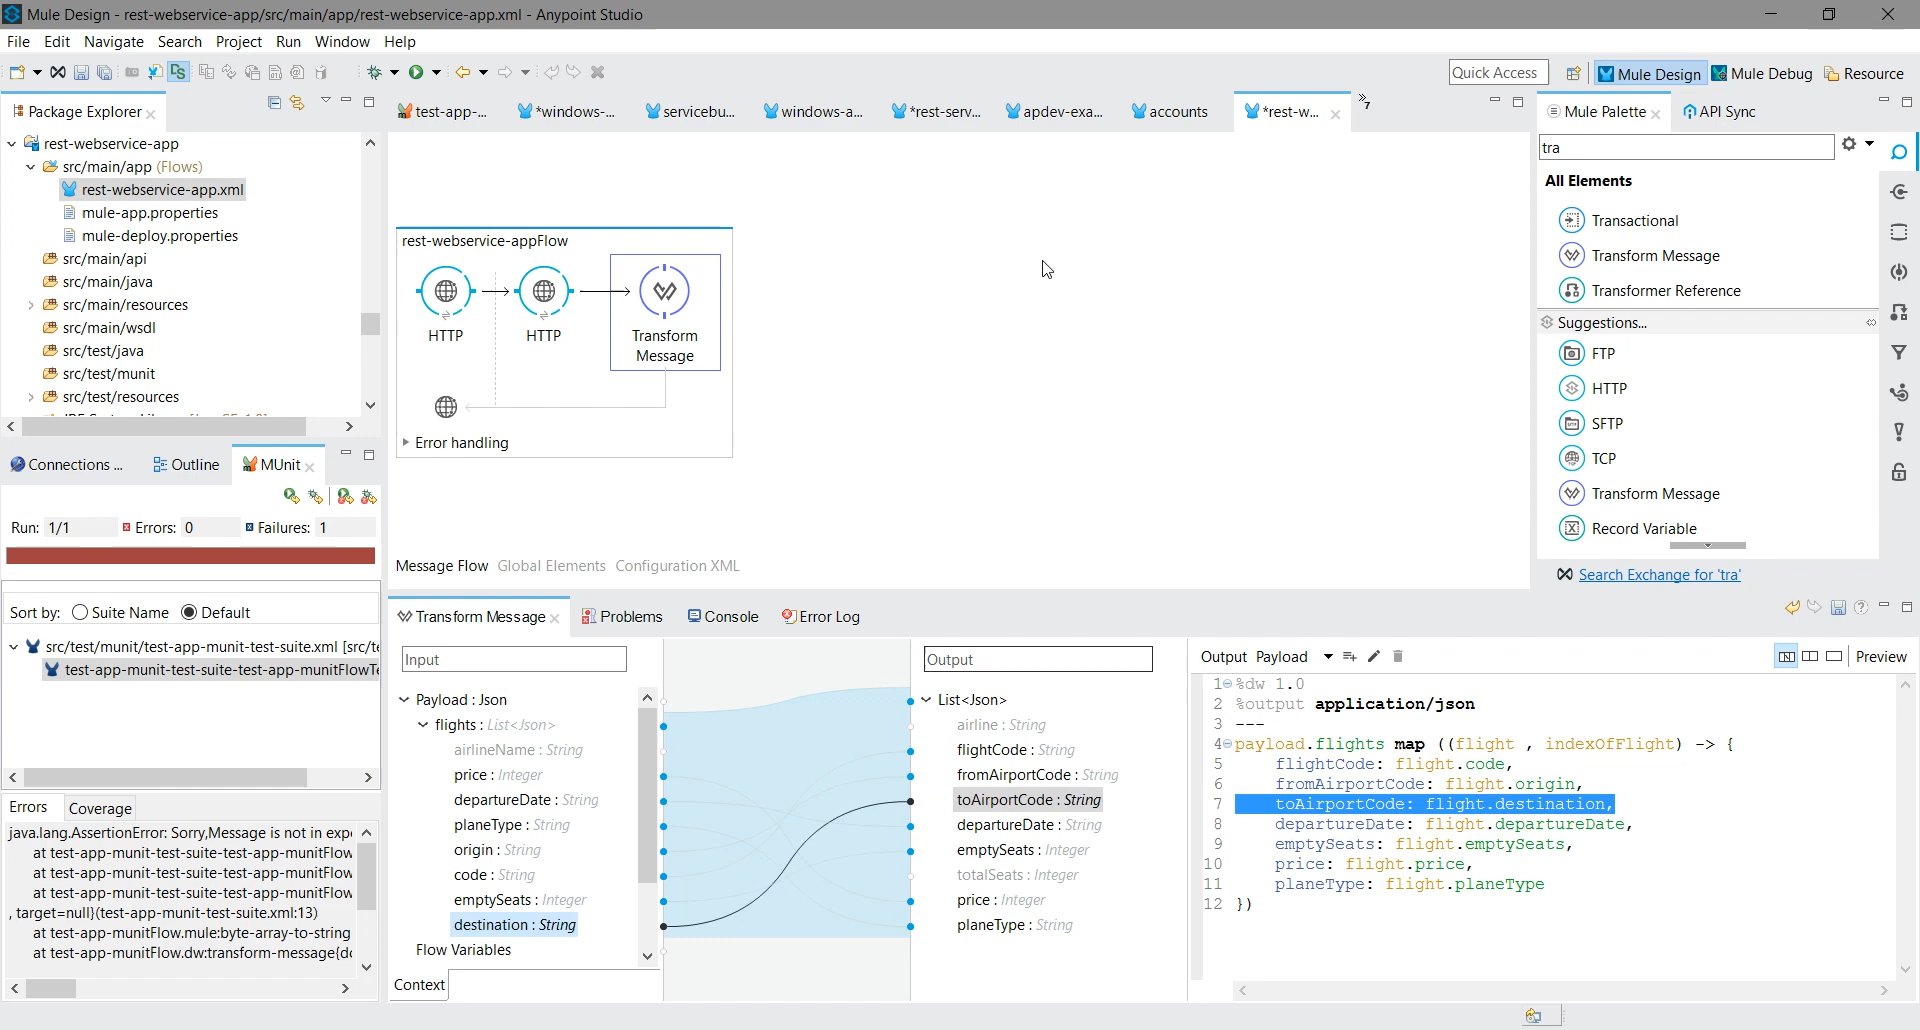 Mule Design - rest-webservice-app/src/main/app/rest-webservice-app.xml - Anypoint Studio
File Edit Navigate Search Project Run Window Help
Quick Access
Mule Design
Mule Debug
Resource
Package Explorer
test-app-...
*windows-...
servicebu...
windows-a...
*rest-serv...
apdev-exa...
accounts
*rest-w...
7
Mule Palette
API Sync
rest-webservice-app
src/main/app (Flows)
rest-webservice-app.xml
mule-app.properties
mule-deploy.properties
src/main/api
src/main/java
src/main/resources
src/main/wsdl
src/test/java
src/test/munit
src/test/resources
rest-webservice-appFlow
HTTP
HTTP
Transform
Message
Error handling
Message Flow Global Elements Configuration XML
tra
All Elements
Transactional
Transform Message
Transformer Reference
Suggestions...
FTP
HTTP
SFTP
TCP
Transform Message
Record Variable
Search Exchange for 'tra'
Connections ...
Outline
MUnit
Run: 1/1 Errors: 0 Failures: 1
Sort by: Suite Name Default
src/test/munit/test-app-munit-test-suite.xml [src/te
test-app-munit-test-suite-test-app-munitFlowTe
Errors Coverage
java.lang.AssertionError: Sorry,Message is not in expe
at test-app-munit-test-suite-test-app-munitFlow
at test-app-munit-test-suite-test-app-munitFlow
at test-app-munit-test-suite-test-app-munitFlow
, target=null}(test-app-munit-test-suite.xml:13)
at test-app-munitFlow.mule:byte-array-to-string
at test-app-munitFlow.dw:transform-message{do
Transform Message
Problems
Console
Error Log
Input
Payload : Json
flights : List<Json>
airlineName : String
price : Integer
departureDate : String
planeType : String
origin : String
code : String
emptySeats : Integer
destination : String
Flow Variables
Context
Output
List<Json>
airline : String
flightCode : String
fromAirportCode : String
toAirportCode : String
departureDate : String
emptySeats : Integer
totalSeats : Integer
price : Integer
planeType : String
Output Payload
Preview
1 %dw 1.0
2 %output application/json
3 ---
4 payload.flights map ((flight , indexOfFlight) -> {
5 flightCode: flight.code,
6 fromAirportCode: flight.origin,
7 toAirportCode: flight.destination,
8 departureDate: flight.departureDate,
9 emptySeats: flight.emptySeats,
10 price: flight.price,
11 planeType: flight.planeType
12 })